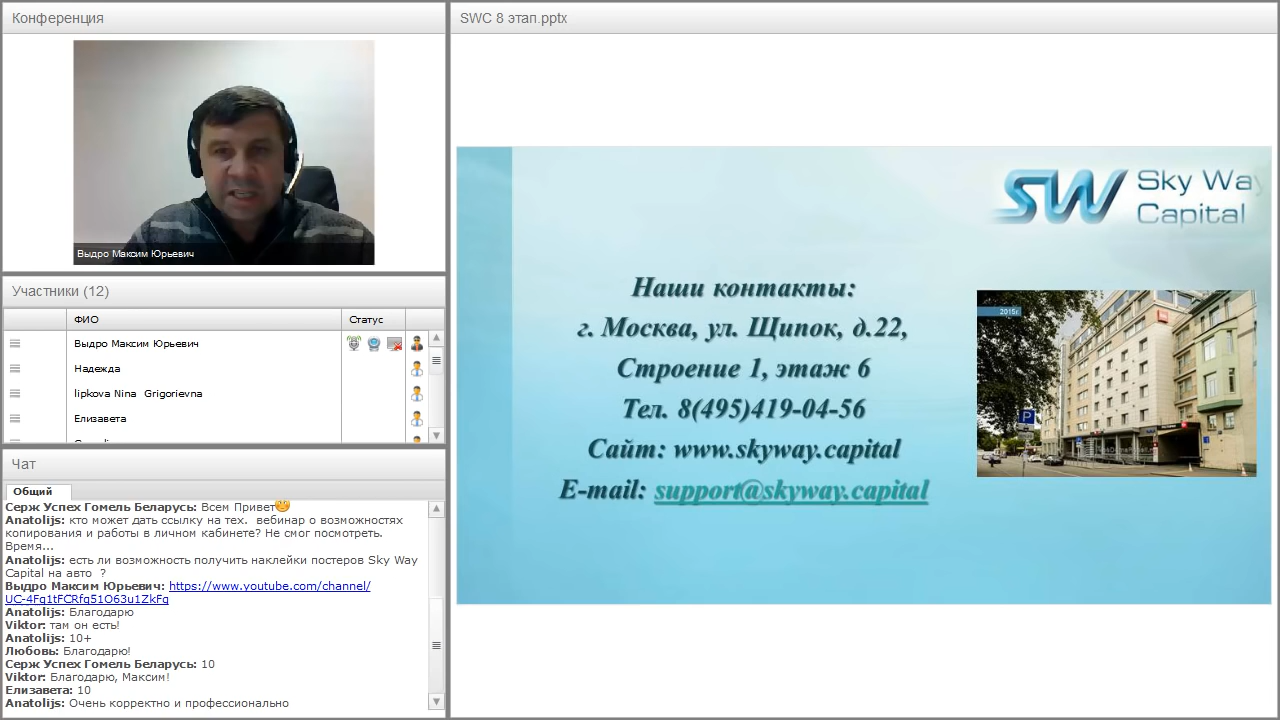 Конференция
Выдро Максим Юрьевич
Участники (12)
ФИО
Статус
Выдро Максим Юрьевич
Надежда
lipkova Nina Grigorievna
Елизавета
Чат
Общий
Серж Успех Гомель Беларусь: Всем Привет
Anatolijs: кто может дать ссылку на тех. вебинар о возможностях
копирования и работы в личном кабинете? Не смог посмотреть.
Время...
Anatolijs: есть ли возможность получить наклейки постеров Sky Way
Capital на авто ?
Выдро Максим Юрьевич: https://www.youtube.com/channel/
UC-4Fq1tFCRfq51O63u1ZkFg
Anatolijs: Благодарю
Viktor: там он есть!
Anatolijs: 10+
Любовь: Благодарю!
Серж Успех Гомель Беларусь: 10
Viktor: Благодарю, Максим!
Елизавета: 10
Anatolijs: Очень корректно и профессионально
SWC 8 этап.pptx
SW Sky Way
Capital
Наши контакты:
г. Москва, ул. Щипок, д.22,
Строение 1, этаж 6
Тел. 8(495)419-04-56
Сайт: www.skyway.capital
E-mail: support@skyway.capital
2015г.
P